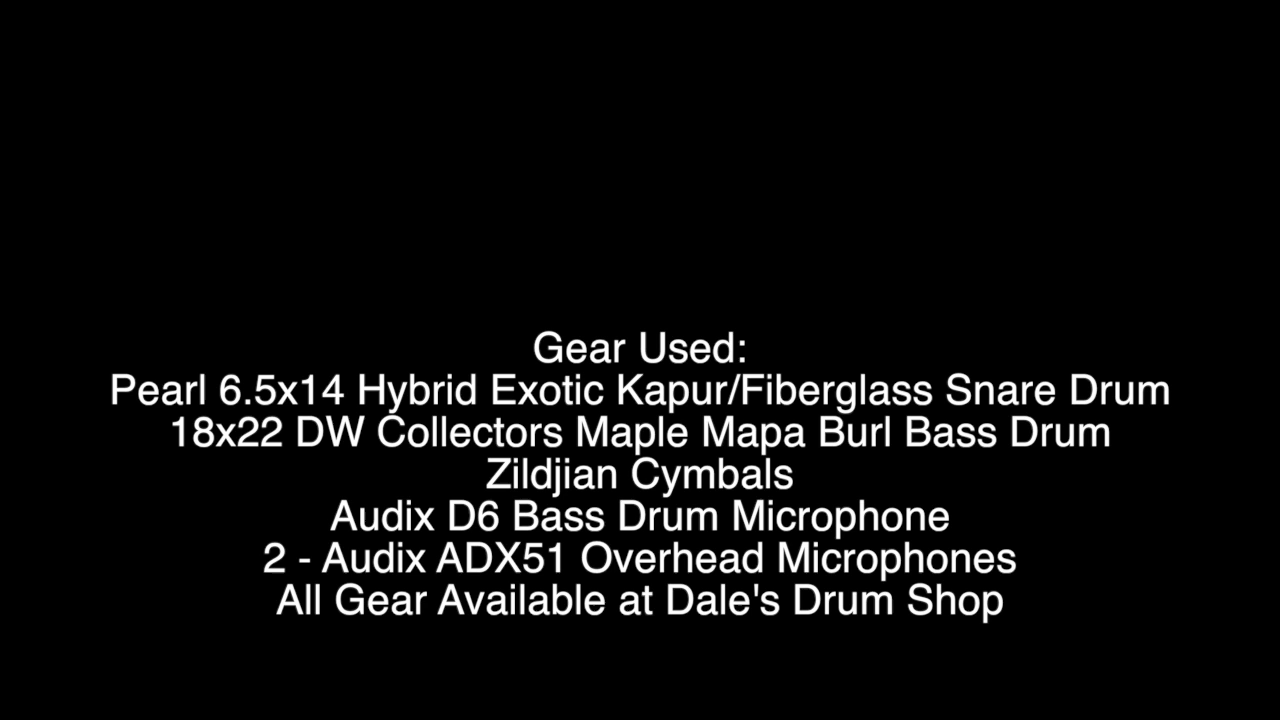 Gear Used:
Pearl 6.5x14 Hybrid Exotic Kapur/Fiberglass Snare Drum
18x22 DW Collectors Maple Mapa Burl Bass Drum
Zildjian Cymbals
Audix D6 Bass Drum Microphone
2 - Audix ADX51 Overhead Microphones
All Gear Available at Dale's Drum Shop